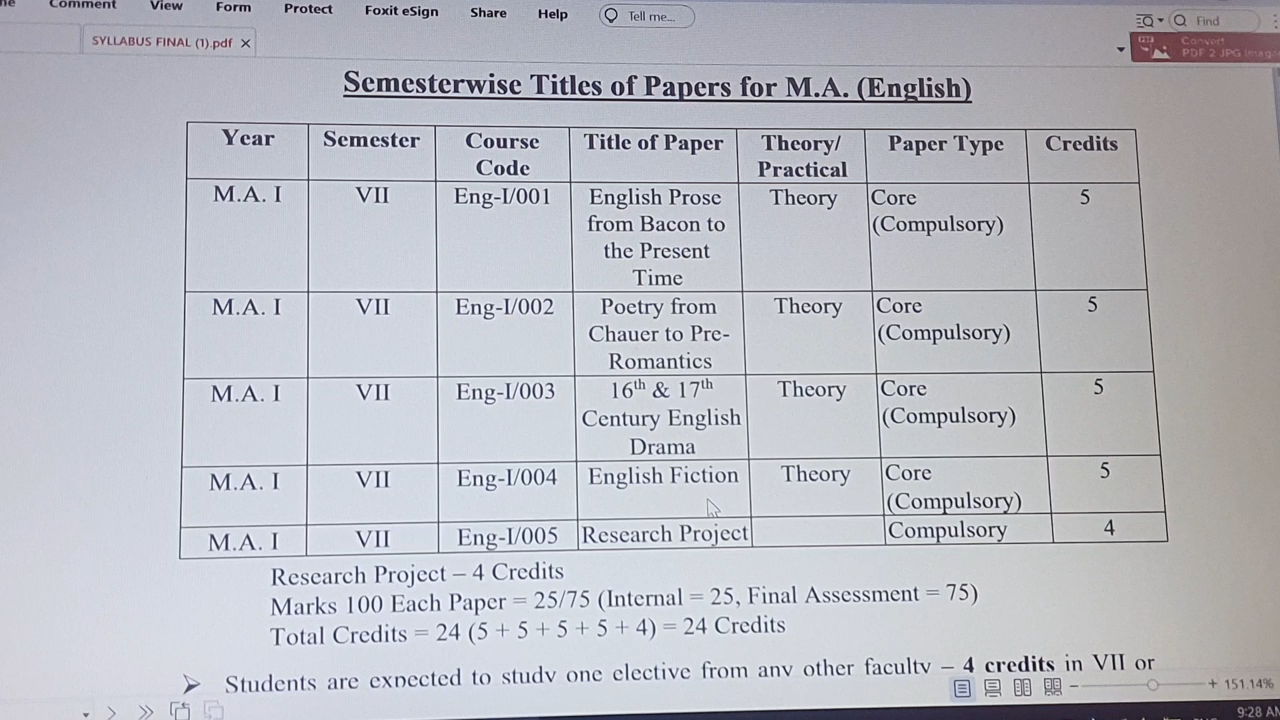 Comment View Form Protect Foxit eSign Share Help Tell me... Find
SYLLABUS FINAL (1).pdf ×
Convert
PDF 2 JPG
Semesterwise Titles of Papers for M.A. (English)
Year Semester Course Code Title of Paper Theory/ Practical Paper Type Credits
M.A. I VII Eng-I/001 English Prose from Bacon to the Present Time Theory Core (Compulsory) 5
M.A. I VII Eng-I/002 Poetry from Chauer to Pre-Romantics Theory Core (Compulsory) 5
M.A. I VII Eng-I/003 16th & 17th Century English Drama Theory Core (Compulsory) 5
M.A. I VII Eng-I/004 English Fiction Theory Core (Compulsory) 5
M.A. I VII Eng-I/005 Research Project Compulsory 4
Research Project – 4 Credits
Marks 100 Each Paper = 25/75 (Internal = 25, Final Assessment = 75)
Total Credits = 24 (5 + 5 + 5 + 5 + 4) = 24 Credits
➤ Students are expected to study one elective from any other faculty – 4 credits in VII or
151.14%
9:28